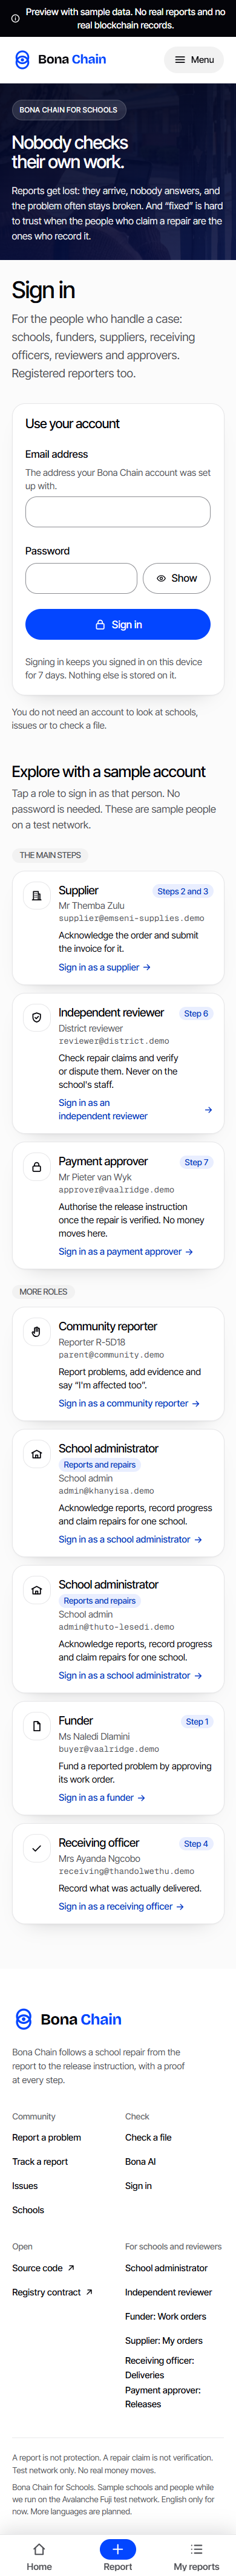 Preview with sample data. No real reports and no
real blockchain records.
Bona Chain
Menu
BONA CHAIN FOR SCHOOLS
Nobody checks
their own work.
Reports get lost: they arrive, nobody answers, and
the problem often stays broken. And “fixed” is hard
to trust when the people who claim a repair are the
ones who record it.
Sign in
For the people who handle a case:
schools, funders, suppliers, receiving
officers, reviewers and approvers.
Registered reporters too.
Use your account
Email address
The address your Bona Chain account was set
up with.
Password
Show
Sign in
Signing in keeps you signed in on this device
for 7 days. Nothing else is stored on it.
You do not need an account to look at schools,
issues or to check a file.
Explore with a sample account
Tap a role to sign in as that person. No
password is needed. These are sample people
on a test network.
THE MAIN STEPS
Supplier
Steps 2 and 3
Mr Themba Zulu
supplier@emseni-supplies.demo
Acknowledge the order and submit
the invoice for it.
Sign in as a supplier →
Independent reviewer
Step 6
District reviewer
reviewer@district.demo
Check repair claims and verify
or dispute them. Never on the
school's staff.
Sign in as an
independent reviewer →
Payment approver
Step 7
Mr Pieter van Wyk
approver@vaalridge.demo
Authorise the release instruction
once the repair is verified. No money
moves here.
Sign in as a payment approver →
MORE ROLES
Community reporter
Reporter R-5D18
parent@community.demo
Report problems, add evidence and
say “I'm affected too”.
Sign in as a community reporter →
School administrator
Reports and repairs
School admin
admin@khanyisa.demo
Acknowledge reports, record progress
and claim repairs for one school.
Sign in as a school administrator →
School administrator
Reports and repairs
School admin
admin@thuto-lesedi.demo
Acknowledge reports, record progress
and claim repairs for one school.
Sign in as a school administrator →
Funder
Step 1
Ms Naledi Dlamini
buyer@vaalridge.demo
Fund a reported problem by approving
its work order.
Sign in as a funder →
Receiving officer
Step 4
Mrs Ayanda Ngcobo
receiving@thandolwethu.demo
Record what was actually delivered.
Sign in as a receiving officer →
Bona Chain
Bona Chain follows a school repair from the
report to the release instruction, with a proof
at every step.
Community
Report a problem
Track a report
Issues
Schools
Check
Check a file
Bona AI
Sign in
Open
Source code ↗
Registry contract ↗
For schools and reviewers
School administrator
Independent reviewer
Funder: Work orders
Supplier: My orders
Receiving officer:
Deliveries
Payment approver:
Releases
A report is not protection. A repair claim is not verification.
Test network only. No real money moves.
Bona Chain for Schools. Sample schools and people while
we run on the Avalanche Fuji test network. English only for
now. More languages are planned.
Home
Report
My reports